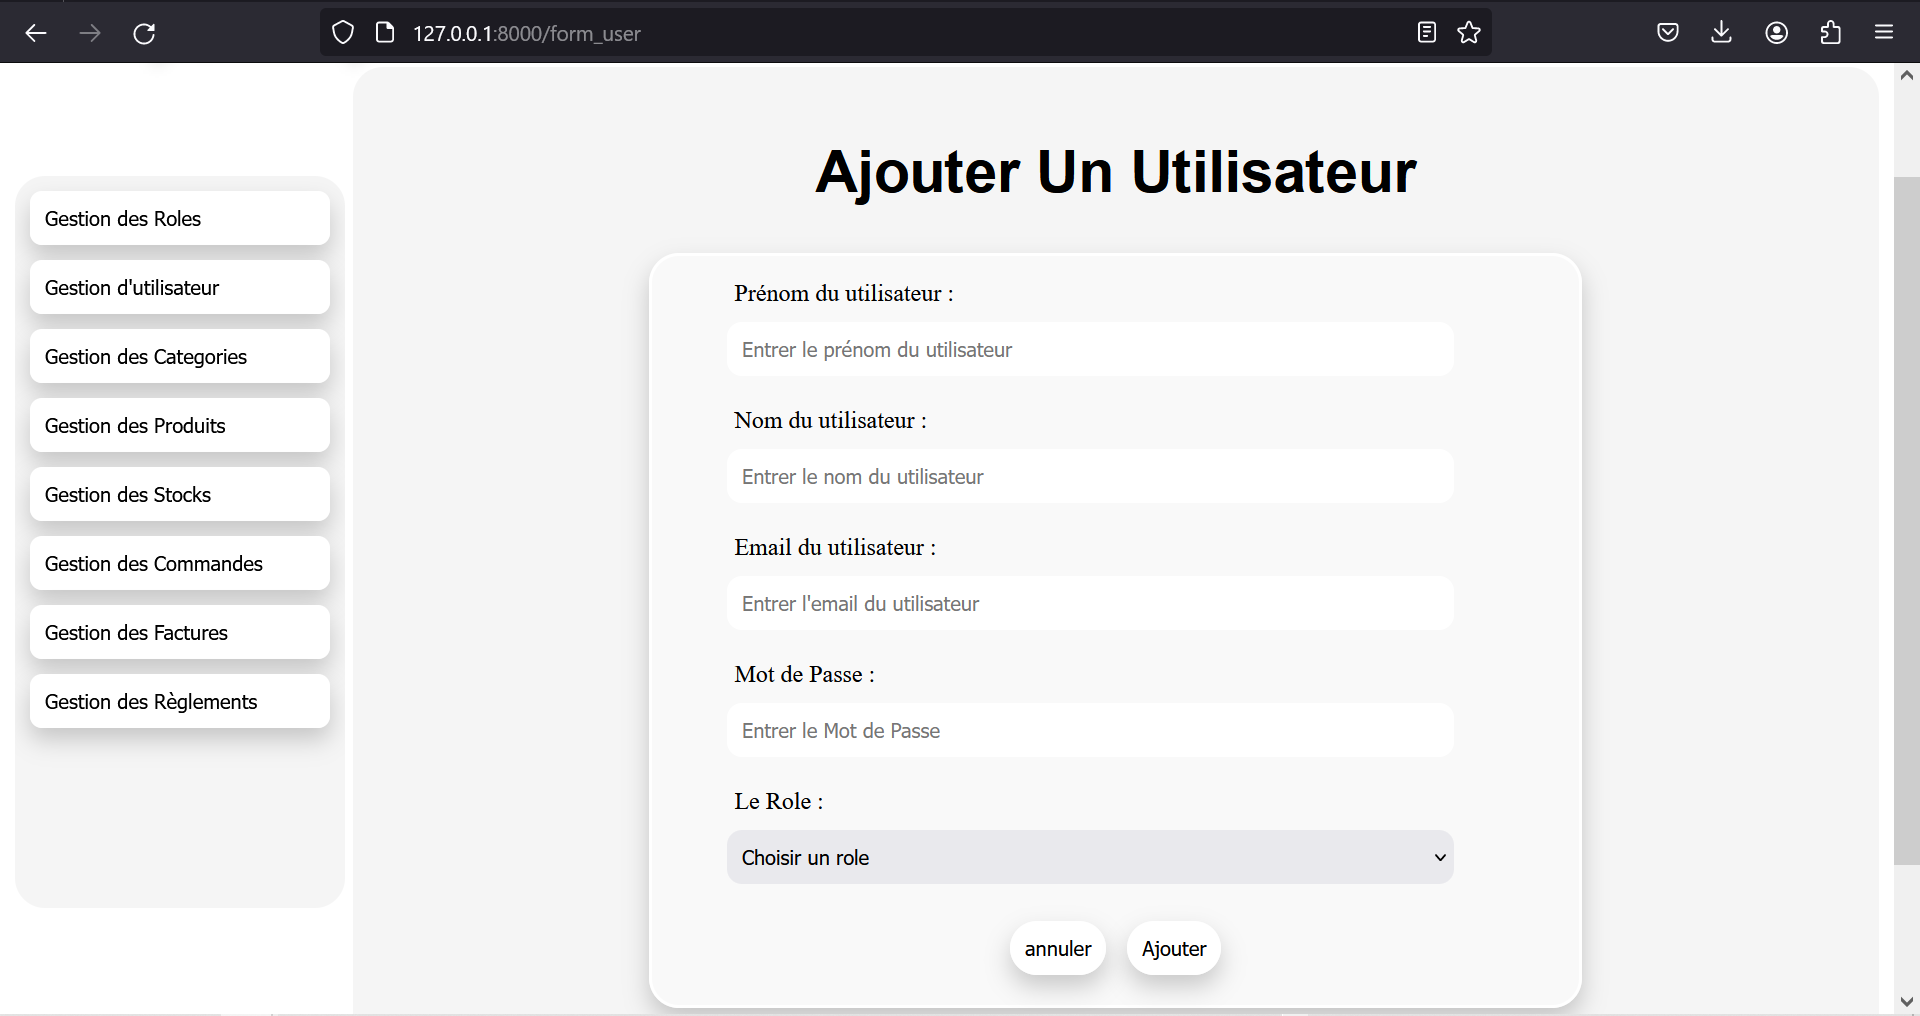 127.0.0.1:8000/form_user
Gestion des Roles
Gestion d'utilisateur
Gestion des Categories
Gestion des Produits
Gestion des Stocks
Gestion des Commandes
Gestion des Factures
Gestion des Règlements
Ajouter Un Utilisateur
Prénom du utilisateur :
Entrer le prénom du utilisateur
Nom du utilisateur :
Entrer le nom du utilisateur
Email du utilisateur :
Entrer l'email du utilisateur
Mot de Passe :
Entrer le Mot de Passe
Le Role :
Choisir un role
annuler Ajouter